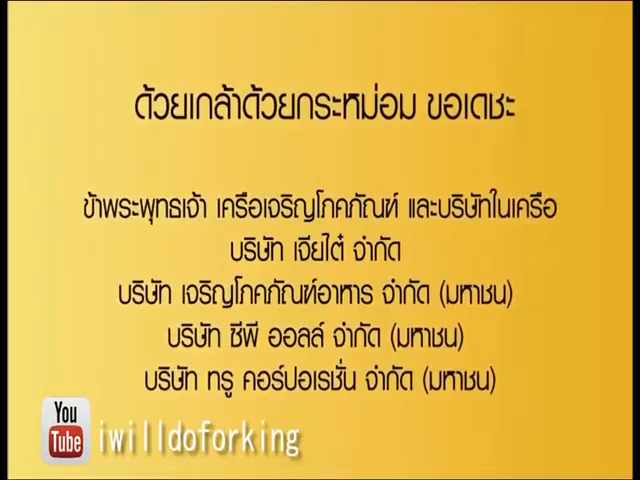 ด้วยเกล้าด้วยกระหม่อม ขอเดชะ
ข้าพระพุทธเจ้า เครือเจริญโภคภัณฑ์ และบริษัทในเครือ
บริษัท เจียไต๋ จำกัด
บริษัท เจริญโภคภัณฑ์อาหาร จำกัด (มหาชน)
บริษัท ซีพี ออลล์ จำกัด (มหาชน)
บริษัท ทรู คอร์ปอเรชั่น จำกัด (มหาชน)
You
Tube iwilldoforking